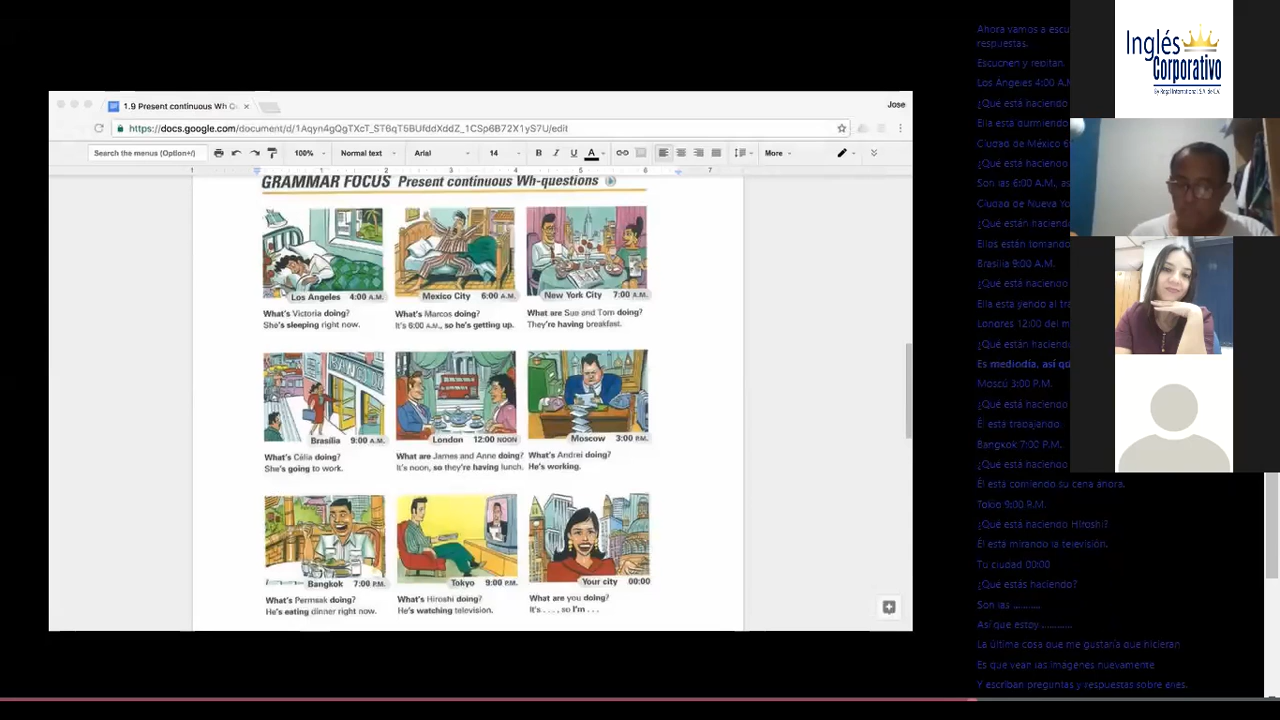 1.9 Present continuous Wh Q
Jose
https://docs.google.com/document/d/1Aqyn4gQgTXcT_ST6qT5BUfddXddZ_1CSp6B72X1yS7U/edit
Search the menus (Option+/)
100%
Normal text
Arial
14
B I U A
More
1 1 2 3 4 5 6 7
GRAMMAR FOCUS Present continuous Wh-questions
Los Angeles 4:00 A.M.
What's Victoria doing?
She's sleeping right now.
Mexico City 6:00 A.M.
What's Marcos doing?
It's 6:00 A.M., so he's getting up.
New York City 7:00 A.M.
What are Sue and Tom doing?
They're having breakfast.
Brasília 9:00 A.M.
What's Célia doing?
She's going to work.
London 12:00 NOON
What are James and Anne doing?
It's noon, so they're having lunch.
Moscow 3:00 P.M.
What's Andrei doing?
He's working.
Bangkok 7:00 P.M.
What's Permsak doing?
He's eating dinner right now.
Tokyo 9:00 P.M.
What's Hiroshi doing?
He's watching television.
Your city 00:00
What are you doing?
It's . . . , so I'm . . .
Ahora vamos a escu
respuestas.
Escuchen y repitan.
Los Ángeles 4:00 A.M
¿Qué está haciendo
Ella está durmiendo
Ciudad de México 6
¿Qué está haciendo
Son las 6:00 A.M., as
Ciudad de Nueva Yo
¿Qué están haciendo
Ellos están tomando
Brasilia 9:00 A.M.
¿Qué está haciendo
Ella está yendo al tra
Londres 12:00 del m
¿Qué están haciendo
Es mediodía, así qu
Moscú 3:00 P.M.
¿Qué está haciendo
Él está trabajando
Bangkok 7:00 P.M.
¿Qué está haciendo
Él está comiendo su cena ahora.
Tokio 9:00 P.M.
¿Qué está haciendo Hiroshi?
Él está mirando la televisión.
Tu ciudad 00:00
¿Qué estás haciendo?
Son las ..........
Así que estoy ............
La última cosa que me gustaría que hicieran
Es que vean las imágenes nuevamente
Y escriban preguntas y respuestas sobre ellas.
Inglés
Corporativo